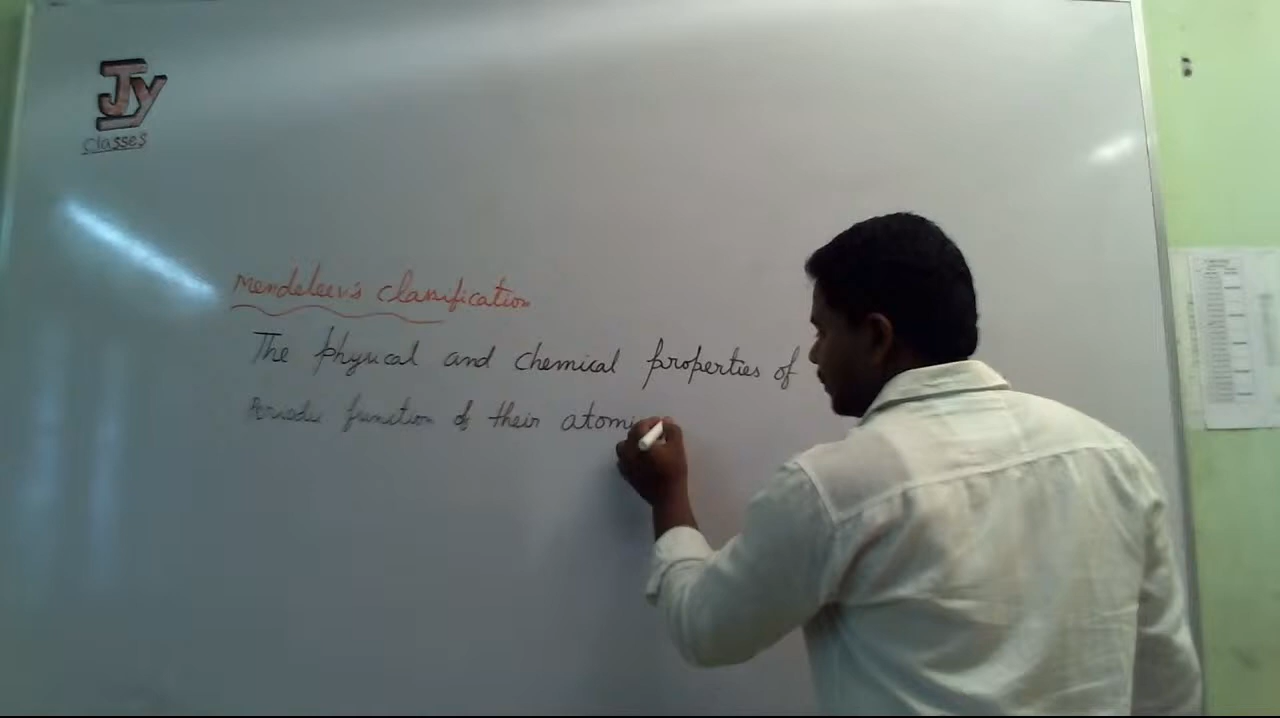 Jy
Classes
Mendeleev's classification
The physical and chemical properties of
Periodic function of their atomi